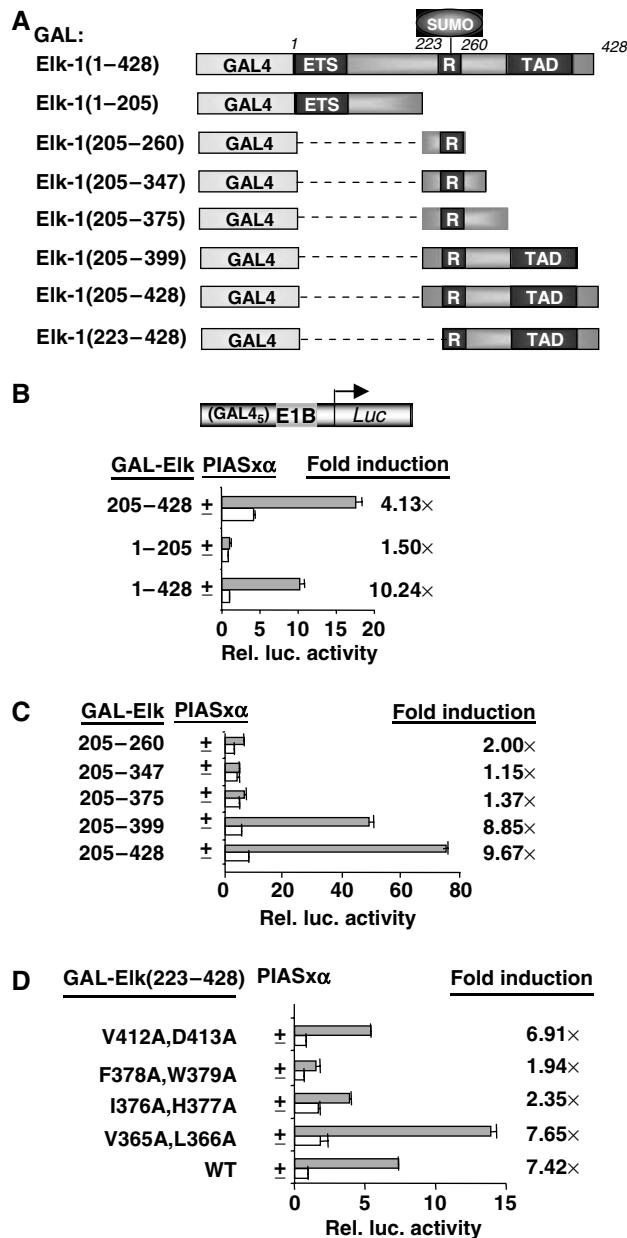 A
GAL:
SUMO
1 223 260 428
Elk-1(1–428) GAL4 ETS R TAD
Elk-1(1–205) GAL4 ETS
Elk-1(205–260) GAL4 R
Elk-1(205–347) GAL4 R
Elk-1(205–375) GAL4 R
Elk-1(205–399) GAL4 R TAD
Elk-1(205–428) GAL4 R TAD
Elk-1(223–428) GAL4 R TAD
B
(GAL4₅) E1B Luc
GAL-Elk PIASxα Fold induction
205–428 ± 4.13×
1–205 ± 1.50×
1–428 ± 10.24×
0 5 10 15 20
Rel. luc. activity
C
GAL-Elk PIASxα Fold induction
205–260 ± 2.00×
205–347 ± 1.15×
205–375 ± 1.37×
205–399 ± 8.85×
205–428 ± 9.67×
0 20 40 60 80
Rel. luc. activity
D
GAL-Elk(223–428) PIASxα Fold induction
V412A,D413A ± 6.91×
F378A,W379A ± 1.94×
I376A,H377A ± 2.35×
V365A,L366A ± 7.65×
WT ± 7.42×
0 5 10 15
Rel. luc. activity